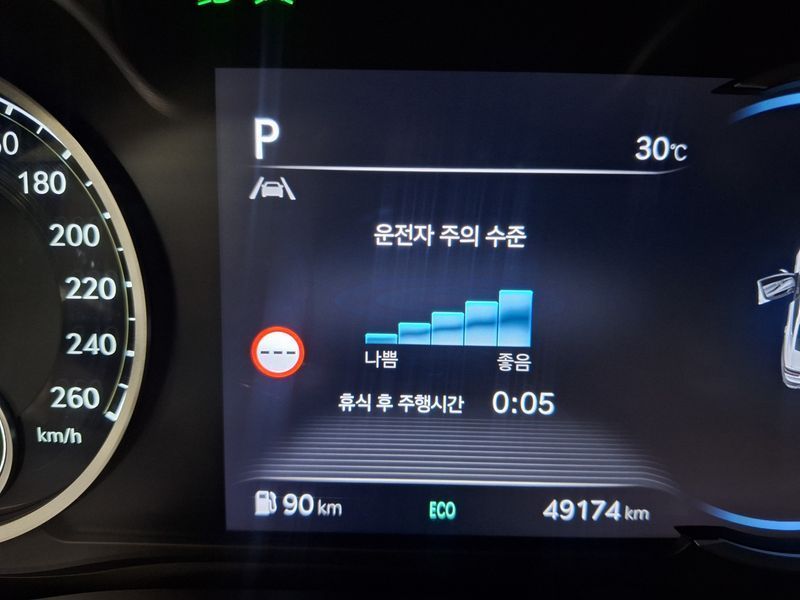 P
30°C
180
200
220
240
260
km/h
운전자 주의 수준
나쁨 좋음
휴식 후 주행시간 0:05
90 km ECO 49174 km